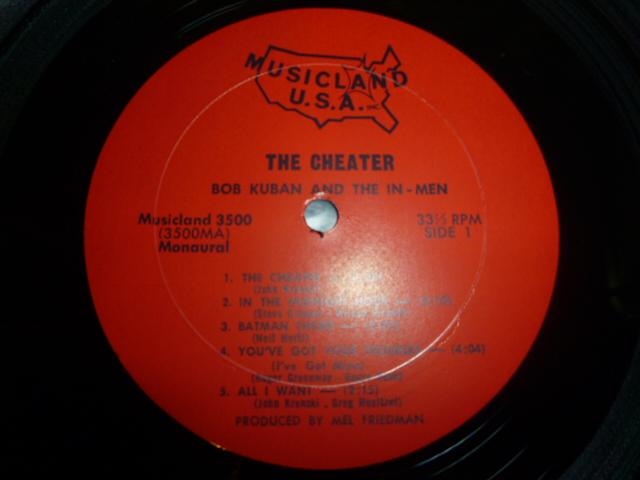 MUSICLAND
U.S.A. INC.
THE CHEATER
BOB KUBAN AND THE IN-MEN
Musicland 3500
(3500MA)
Monaural
33⅓ RPM
SIDE 1
1. THE CHEATER
2. IN THE MIDNIGHT HOUR
3. BATMAN THEME
(Neil Hefti)
4. YOU'VE GOT YOUR TROUBLES — (4:04)
(I've Got Mine)
5. ALL I WANT — (2:15)
PRODUCED BY MEL FRIEDMAN